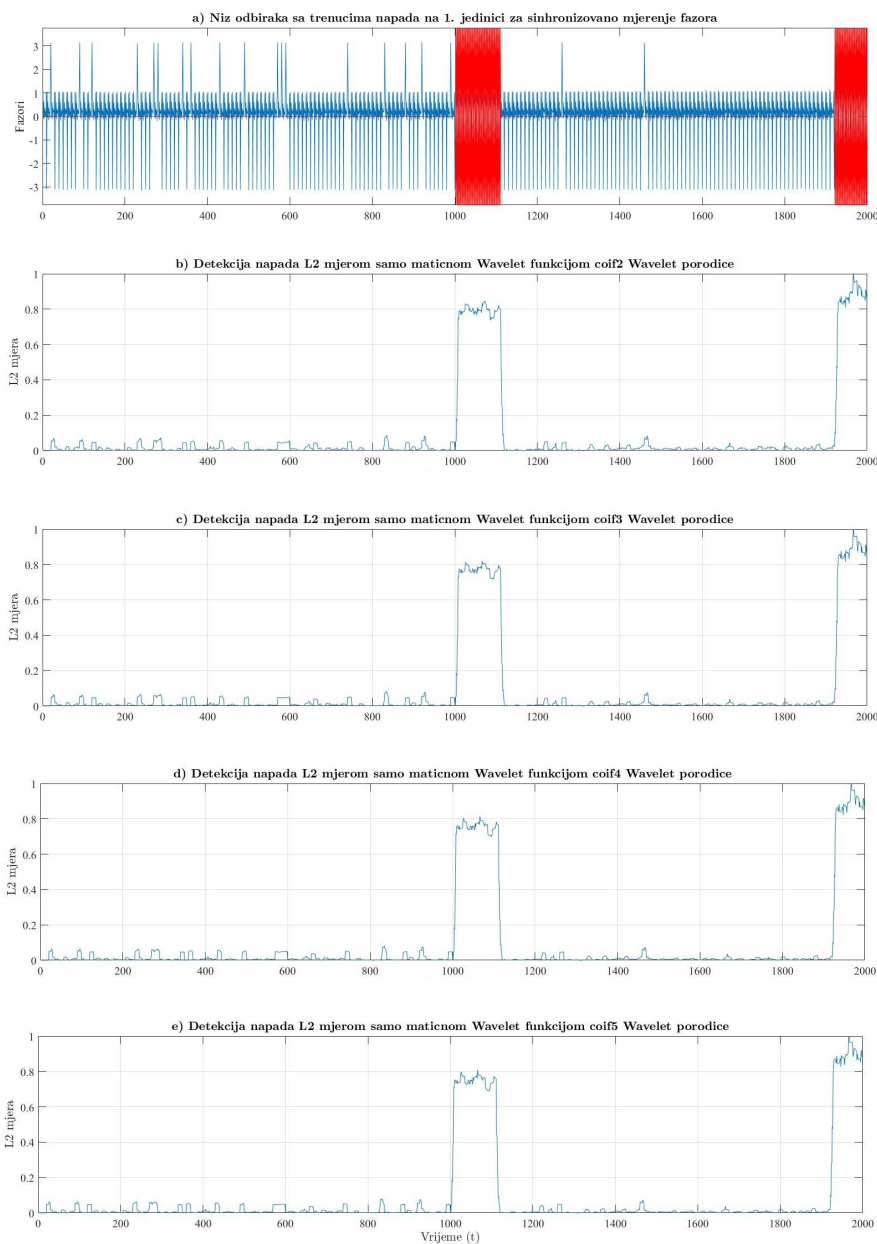 a) Niz odbiraka sa trenucima napada na 1. jedinici za sinhronizovano mjerenje fazora
Fazori
3
2
1
0
-1
-2
-3
0 200 400 600 800 1000 1200 1400 1600 1800 2000
b) Detekcija napada L2 mjerom samo maticnom Wavelet funkcijom coif2 Wavelet porodice
L2 mjera
1
0.8
0.6
0.4
0.2
0
0 200 400 600 800 1000 1200 1400 1600 1800 2000
c) Detekcija napada L2 mjerom samo maticnom Wavelet funkcijom coif3 Wavelet porodice
L2 mjera
1
0.8
0.6
0.4
0.2
0
0 200 400 600 800 1000 1200 1400 1600 1800 2000
d) Detekcija napada L2 mjerom samo maticnom Wavelet funkcijom coif4 Wavelet porodice
L2 mjera
1
0.8
0.6
0.4
0.2
0
0 200 400 600 800 1000 1200 1400 1600 1800 2000
e) Detekcija napada L2 mjerom samo maticnom Wavelet funkcijom coif5 Wavelet porodice
L2 mjera
1
0.8
0.6
0.4
0.2
0
0 200 400 600 800 1000 1200 1400 1600 1800 2000
Vrijeme (t)